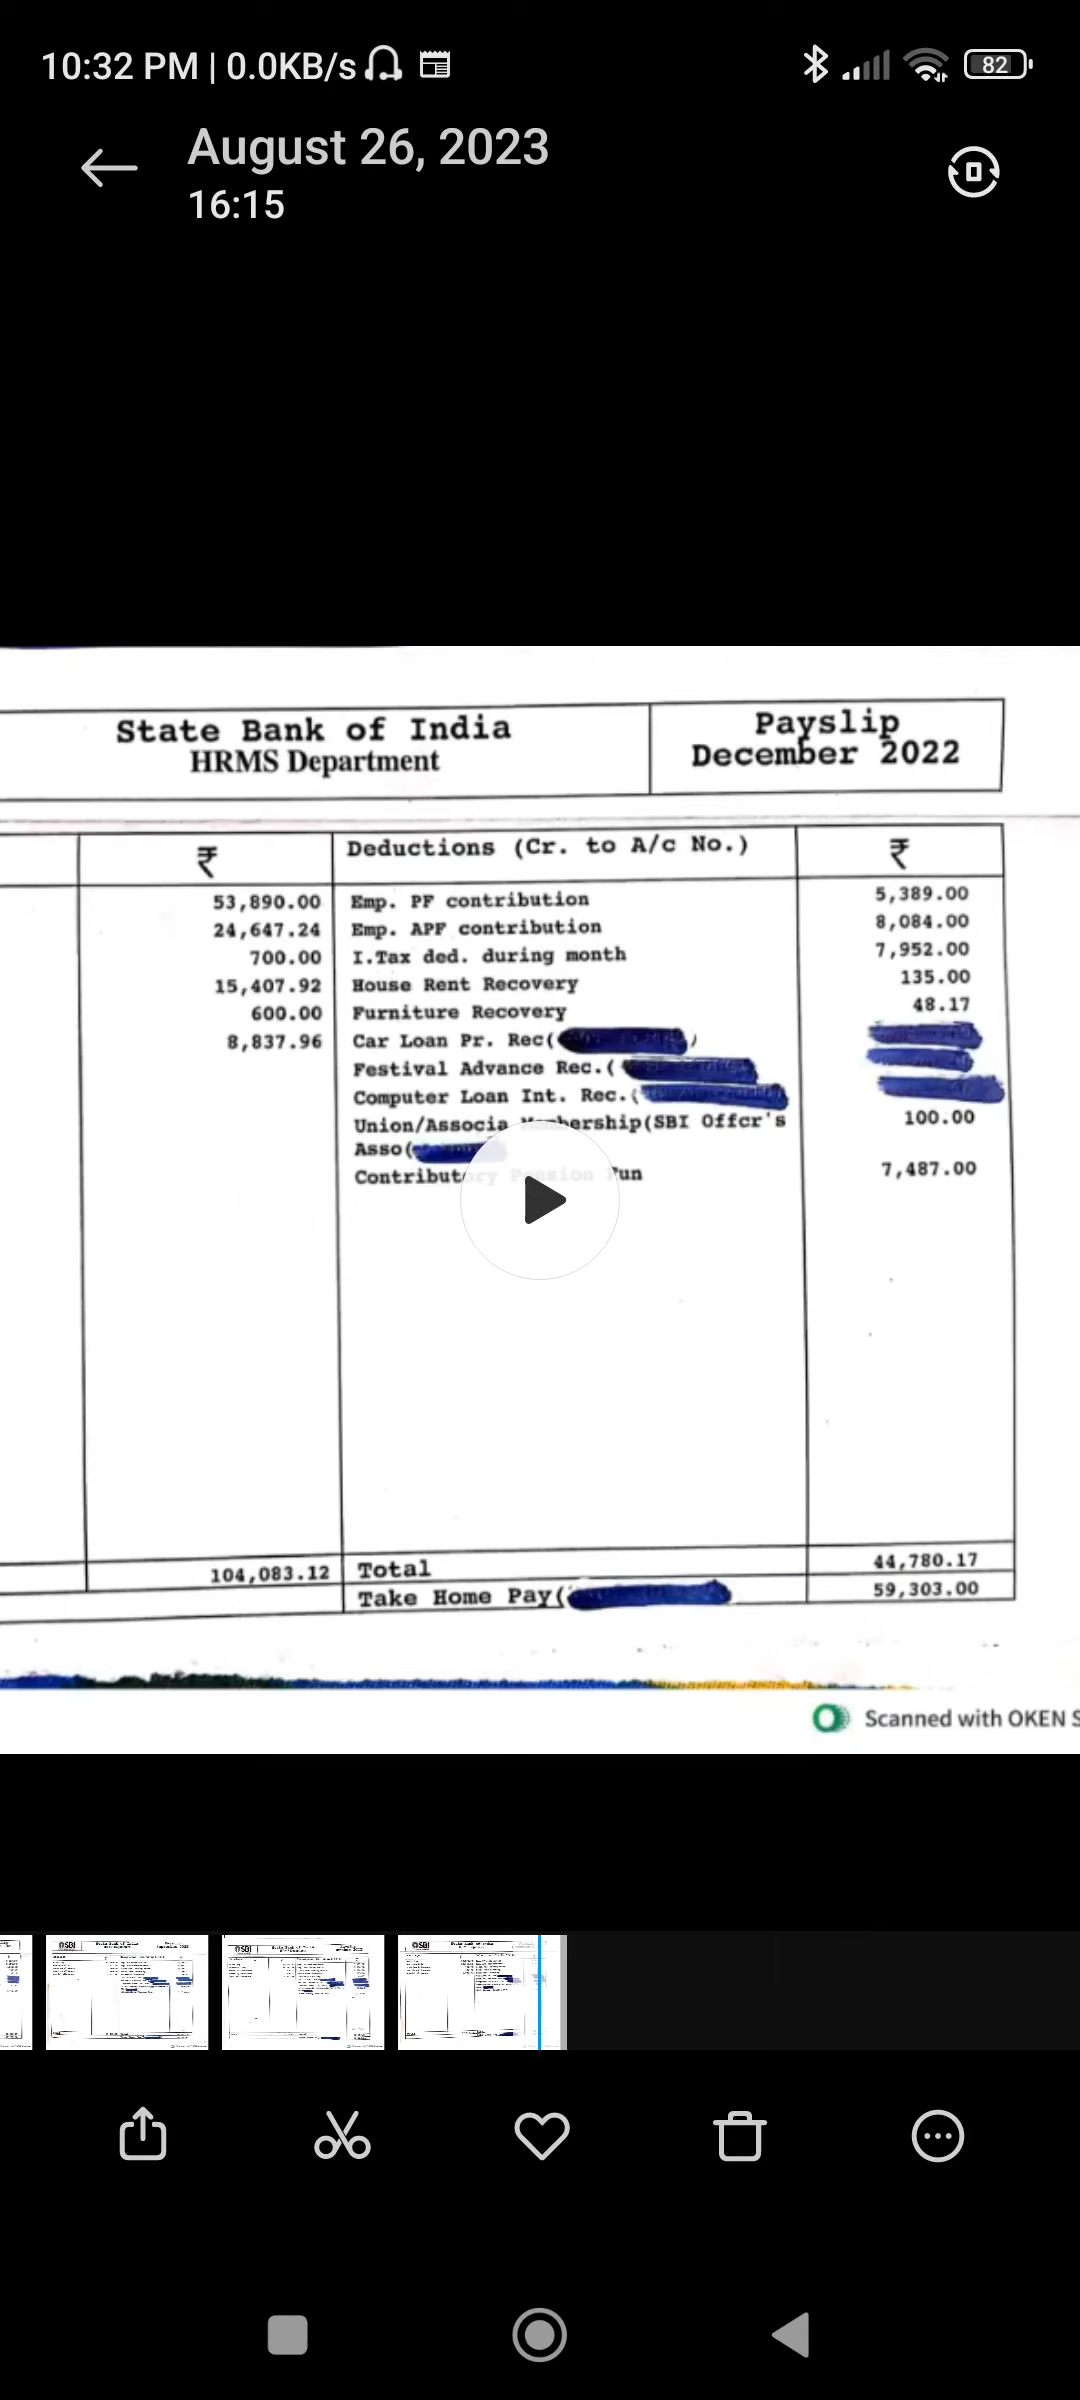 10:32 PM | 0.0KB/s
82
August 26, 2023
16:15
State Bank of India
HRMS Department
Payslip
December 2022
₹
Deductions (Cr. to A/c No.)
₹
53,890.00 Emp. PF contribution 5,389.00
24,647.24 Emp. APF contribution 8,084.00
700.00 I.Tax ded. during month 7,952.00
15,407.92 House Rent Recovery 135.00
600.00 Furniture Recovery 48.17
8,837.96 Car Loan Pr. Rec( )
Festival Advance Rec.(
Computer Loan Int. Rec.(
Union/Associa (SBI Offcr's 100.00
Asso(
Contributory Pension Fun 7,487.00
104,083.12 Total 44,780.17
Take Home Pay( 59,303.00
Scanned with OKEN S